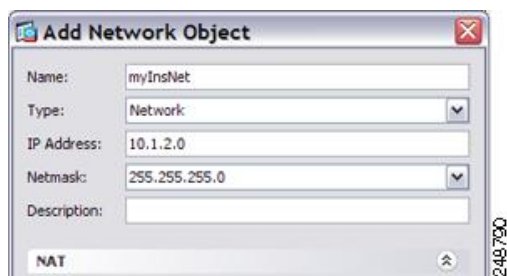 Add Network Object
Name: myInsNet
Type: Network
IP Address: 10.1.2.0
Netmask: 255.255.255.0
Description:
NAT
248790